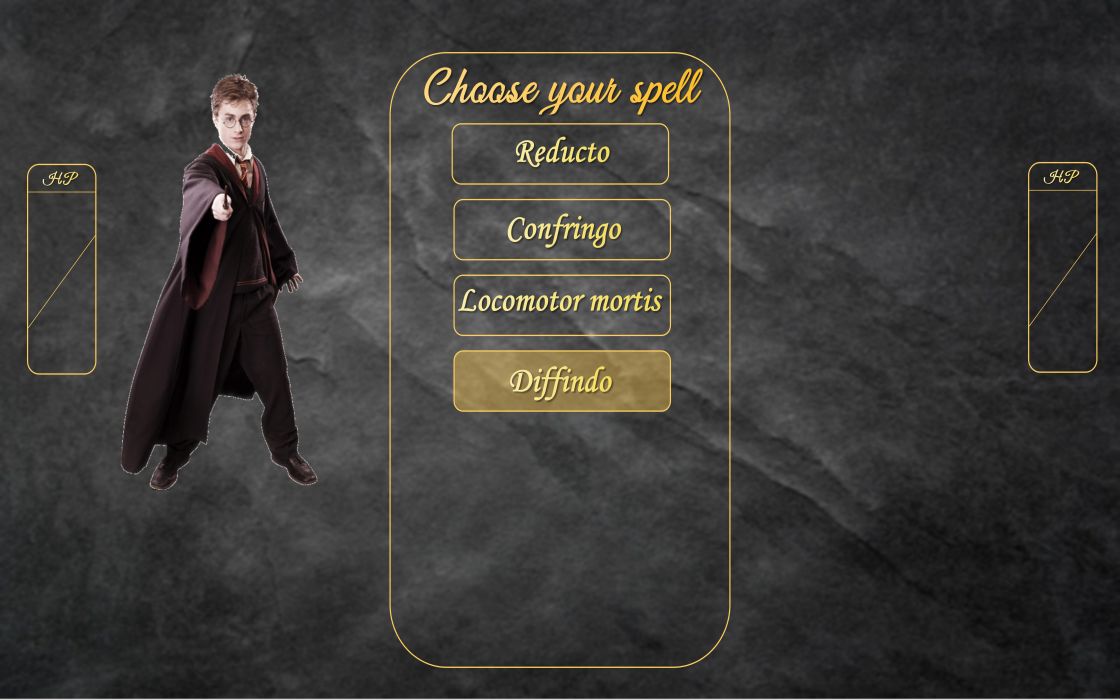 Choose your spell
HP
HP
Reducto
Confringo
Locomotor mortis
Diffindo